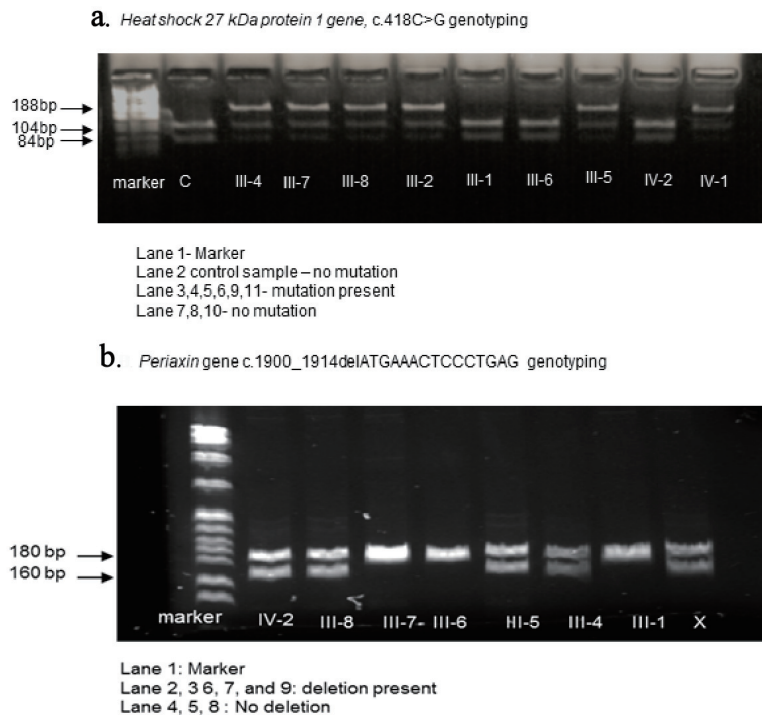 a. Heat shock 27 kDa protein 1 gene, c.418C>G genotyping
188bp
104bp
84bp
marker C III-4 III-7 III-8 III-2 III-1 III-6 III-5 IV-2 IV-1
Lane 1- Marker
Lane 2 control sample – no mutation
Lane 3,4,5,6,9,11- mutation present
Lane 7,8,10- no mutation
b. Periaxin gene c.1900_1914delATGAAACTCCCTGAG genotyping
180 bp
160 bp
marker IV-2 III-8 III-7- III-6 III-5 III-4 III-1 X
Lane 1: Marker
Lane 2, 3 6, 7, and 9: deletion present
Lane 4, 5, 8 : No deletion